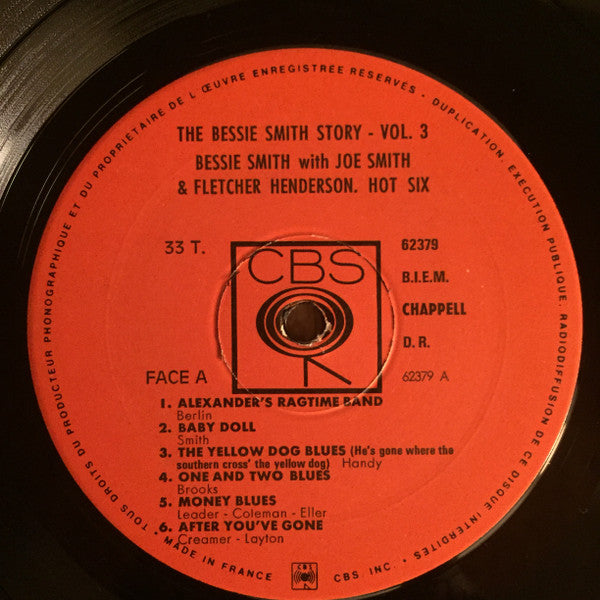 TOUS DROITS DU PRODUCTEUR PHONOGRAPHIQUE ET DU PROPRIETAIRE DE L'ŒUVRE ENREGISTREE RESERVES - DUPLICATION, EXECUTION PUBLIQUE, RADIODIFFUSION DE CE DISQUE INTERDITES
THE BESSIE SMITH STORY - VOL. 3
BESSIE SMITH with JOE SMITH
& FLETCHER HENDERSON. HOT SIX
33 T.
CBS
62379
B.I.E.M.
CHAPPELL
D.R.
FACE A
62379 A
1. ALEXANDER'S RAGTIME BAND
Berlin
2. BABY DOLL
Smith
3. THE YELLOW DOG BLUES (He's gone where the
southern cross' the yellow dog) Handy
4. ONE AND TWO BLUES
Brooks
5. MONEY BLUES
Leader - Coleman - Eller
6. AFTER YOU'VE GONE
Creamer - Layton
• MADE IN FRANCE
CBS, INC. •